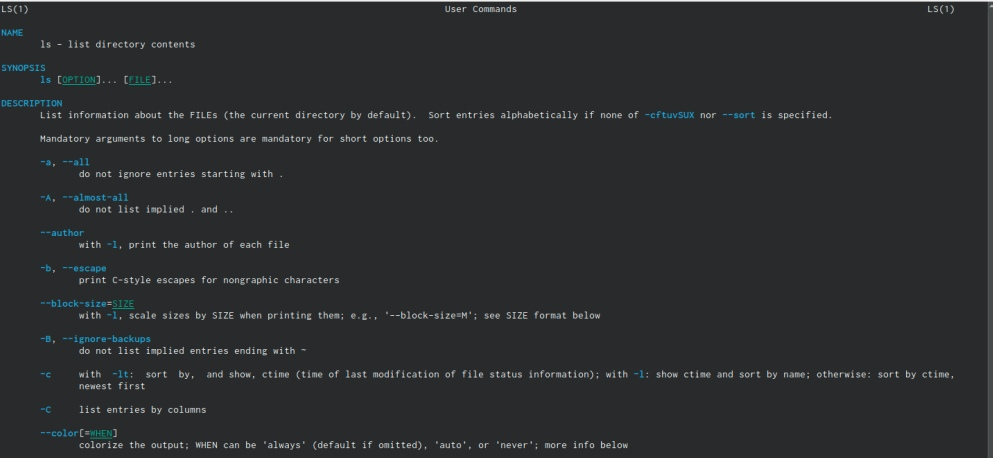 LS(1) User Commands LS(1)
NAME
ls - list directory contents
SYNOPSIS
ls [OPTION]... [FILE]...
DESCRIPTION
List information about the FILEs (the current directory by default). Sort entries alphabetically if none of -cftuvSUX nor --sort is specified.
Mandatory arguments to long options are mandatory for short options too.
-a, --all
do not ignore entries starting with .
-A, --almost-all
do not list implied . and ..
--author
with -l, print the author of each file
-b, --escape
print C-style escapes for nongraphic characters
--block-size=SIZE
with -l, scale sizes by SIZE when printing them; e.g., '--block-size=M'; see SIZE format below
-B, --ignore-backups
do not list implied entries ending with ~
-c with -lt: sort by, and show, ctime (time of last modification of file status information); with -l: show ctime and sort by name; otherwise: sort by ctime,
newest first
-C list entries by columns
--color[=WHEN]
colorize the output; WHEN can be 'always' (default if omitted), 'auto', or 'never'; more info below